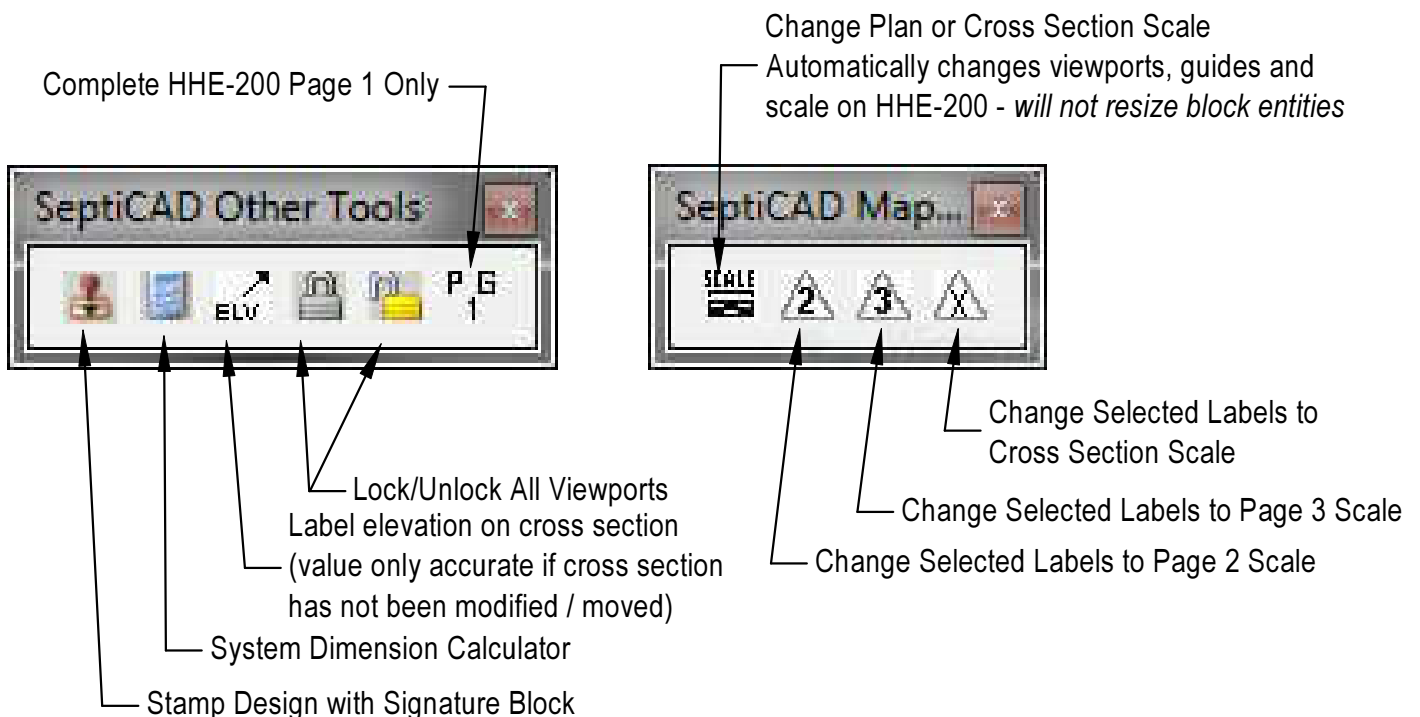 Change Plan or Cross Section Scale
Automatically changes viewports, guides and
scale on HHE-200 - will not resize block entities
Complete HHE-200 Page 1 Only
SeptiCAD Other Tools
x
ELV
P G
1
SeptiCAD Map...
x
SCALE
2
3
X
Change Selected Labels to
Cross Section Scale
Change Selected Labels to Page 3 Scale
Change Selected Labels to Page 2 Scale
Lock/Unlock All Viewports
Label elevation on cross section
(value only accurate if cross section
has not been modified / moved)
System Dimension Calculator
Stamp Design with Signature Block